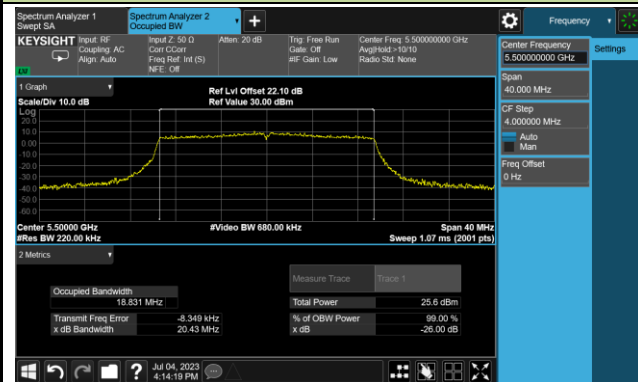 Spectrum Analyzer 1
Swept SA
Spectrum Analyzer 2
Occupied BW
Frequency
KEYSIGHT
Input: RF
Coupling: AC
Align: Auto
Input Z: 50 Ω
Corr CCorr
Freq Ref: Int (S)
NFE: Off
Atten: 20 dB
Trig: Free Run
Gate: Off
#IF Gain: Low
Center Freq: 5.500000000 GHz
Avg|Hold:>10/10
Radio Std: None
LXI
Center Frequency
5.500000000 GHz
Settings
Span
40.000 MHz
CF Step
4.000000 MHz
Auto
Man
Freq Offset
0 Hz
1 Graph
Scale/Div 10.0 dB
Ref Lvl Offset 22.10 dB
Ref Value 30.00 dBm
Log
20.0
10.0
0.00
-10.0
-20.0
-30.0
-40.0
-50.0
-60.0
Center 5.50000 GHz
#Res BW 220.00 kHz
#Video BW 680.00 kHz
Span 40 MHz
Sweep 1.07 ms (2001 pts)
2 Metrics
Measure Trace
Trace 1
Occupied Bandwidth
18.831 MHz
Total Power
25.6 dBm
Transmit Freq Error
-8.349 kHz
% of OBW Power
99.00 %
x dB Bandwidth
20.43 MHz
x dB
-26.00 dB
?
Jul 04, 2023
4:14:19 PM